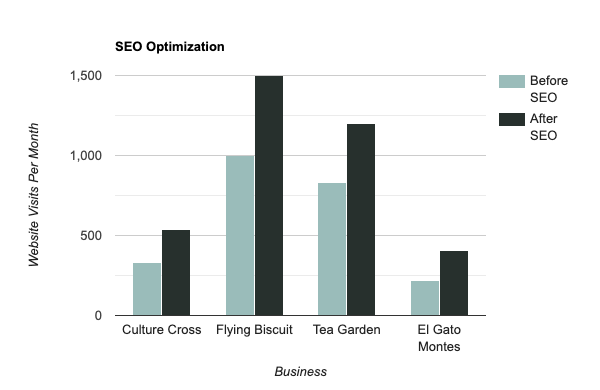 SEO Optimization
1,500
1,000
500
0
Website Visits Per Month
Before
SEO
After
SEO
Culture Cross
Flying Biscuit
Tea Garden
El Gato
Montes
Business